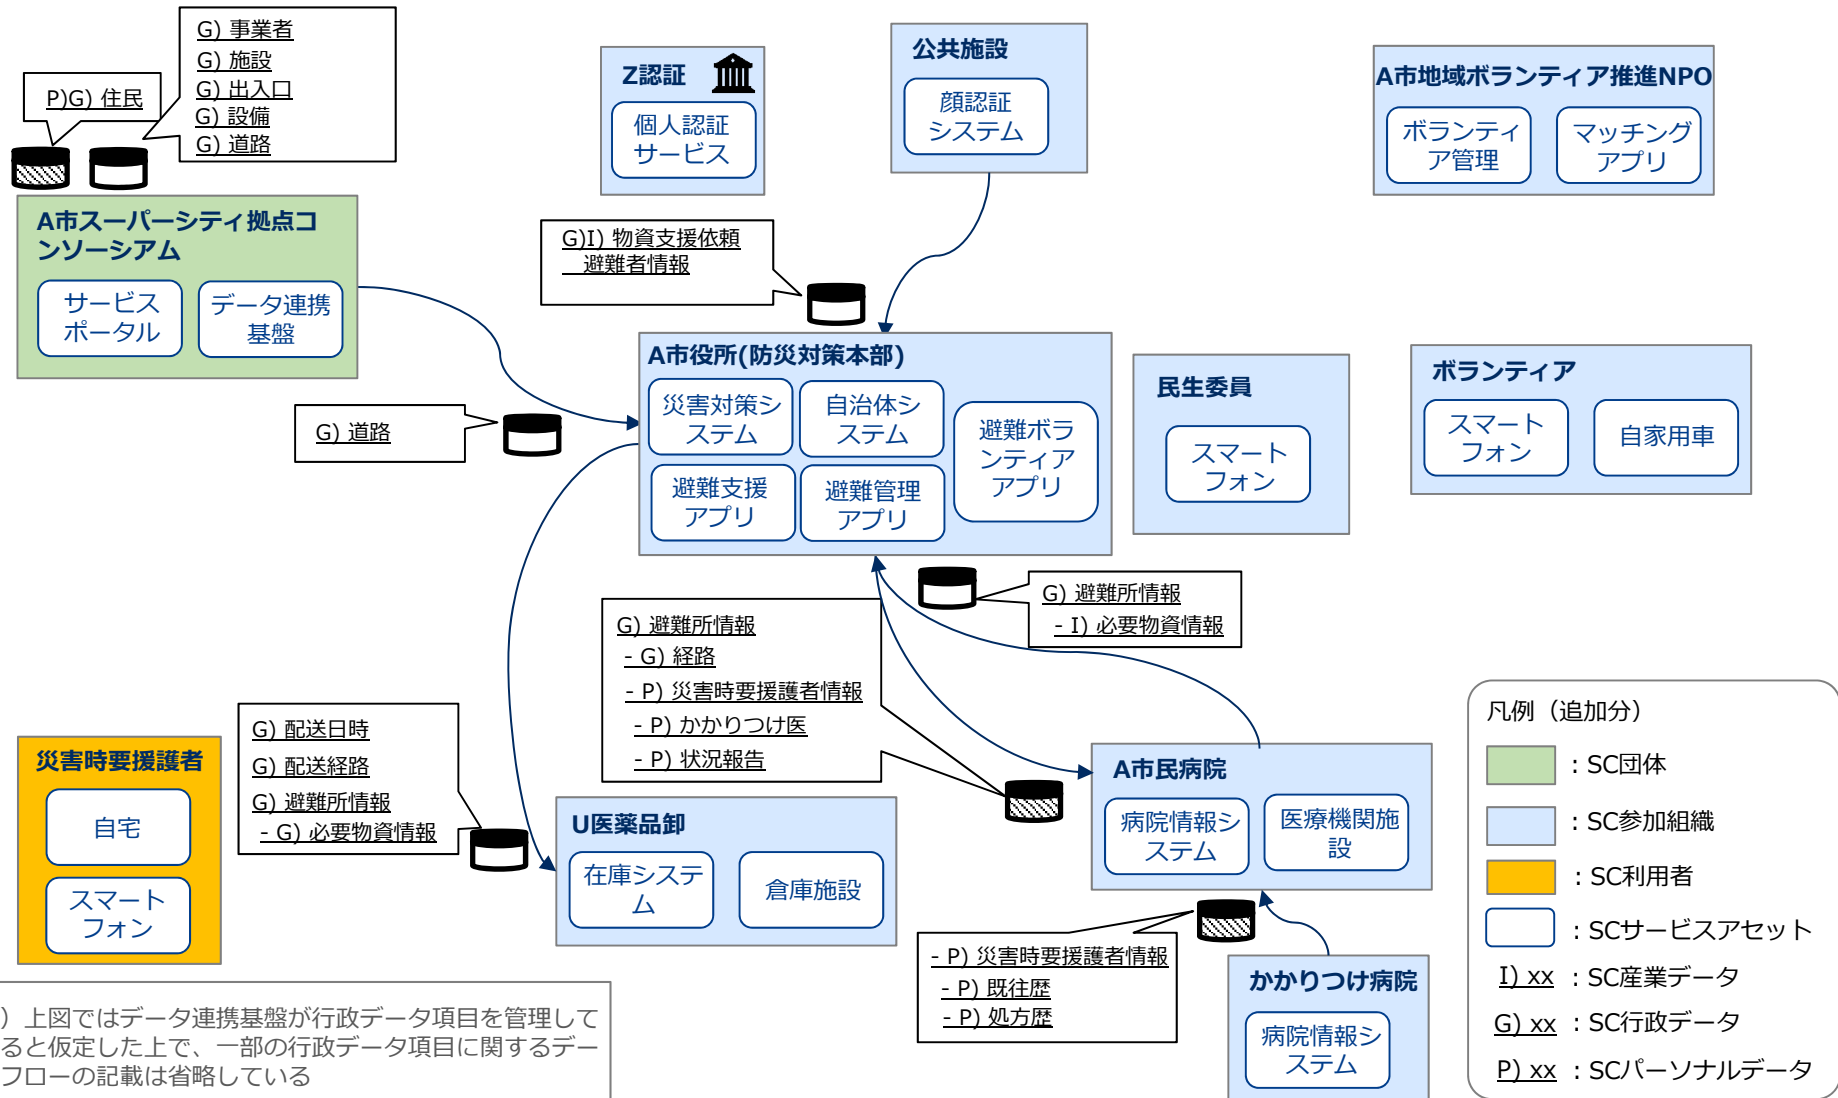 G) 事業者
G) 施設
G) 出入口
G) 設備
G) 道路
P)G) 住民
A市スーパーシティ拠点コ
ンソーシアム
サービス
ポータル
データ連携
基盤
Z認証
個人認証
サービス
公共施設
顔認証
システム
A市地域ボランティア推進NPO
ボランティ
ア管理
マッチング
アプリ
G)I) 物資支援依頼
避難者情報
G) 道路
A市役所(防災対策本部)
災害対策シ
ステム
自治体シ
ステム
避難ボラ
ンティア
アプリ
避難支援
アプリ
避難管理
アプリ
民生委員
スマート
フォン
ボランティア
スマート
フォン
自家用車
G) 避難所情報
- I) 必要物資情報
G) 避難所情報
- G) 経路
- P) 災害時要援護者情報
- P) かかりつけ医
- P) 状況報告
G) 配送日時
G) 配送経路
G) 避難所情報
- G) 必要物資情報
災害時要援護者
自宅
スマート
フォン
U医薬品卸
在庫システ
ム
倉庫施設
A市民病院
病院情報シ
ステム
医療機関施
設
- P) 災害時要援護者情報
- P) 既往歴
- P) 処方歴
かかりつけ病院
病院情報シ
ステム
凡例（追加分）
：SC団体
：SC参加組織
：SC利用者
：SCサービスアセット
I) xx ：SC産業データ
G) xx ：SC行政データ
P) xx ：SCパーソナルデータ
）上図ではデータ連携基盤が行政データ項目を管理して
ると仮定した上で、一部の行政データ項目に関するデー
フローの記載は省略している